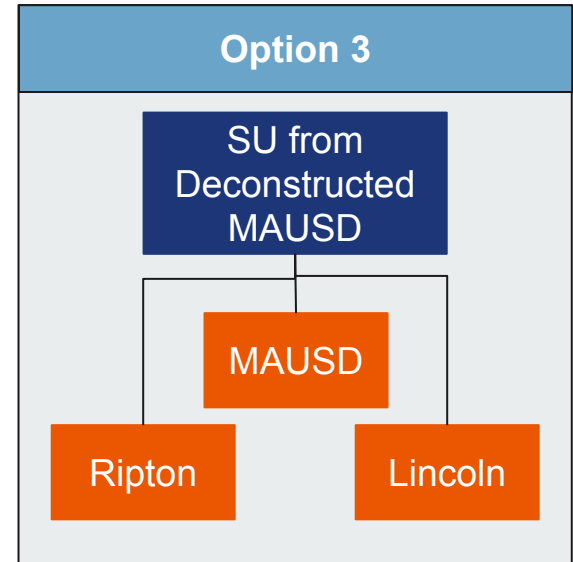 Option 3
SU from
Deconstructed
MAUSD
MAUSD
Ripton
Lincoln